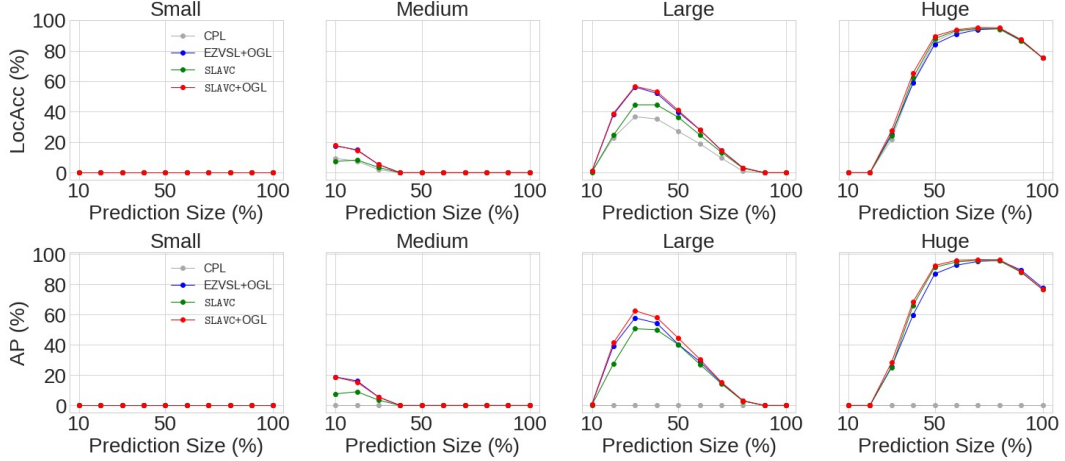 Small Medium Large Huge
100
80
60
40
20
0
LocAcc (%)
CPL
EZVSL+OGL
SLAVC
SLAVC+OGL
10 50 100 10 50 100 10 50 100 10 50 100
Prediction Size (%) Prediction Size (%) Prediction Size (%) Prediction Size (%)
Small Medium Large Huge
100
80
60
40
20
0
AP (%)
CPL
EZVSL+OGL
SLAVC
SLAVC+OGL
10 50 100 10 50 100 10 50 100 10 50 100
Prediction Size (%) Prediction Size (%) Prediction Size (%) Prediction Size (%)